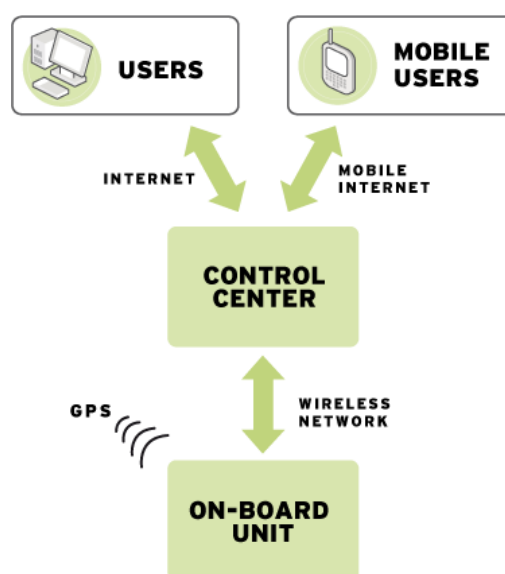 USERS
MOBILE
USERS
INTERNET
MOBILE
INTERNET
CONTROL
CENTER
WIRELESS
NETWORK
GPS
ON-BOARD
UNIT